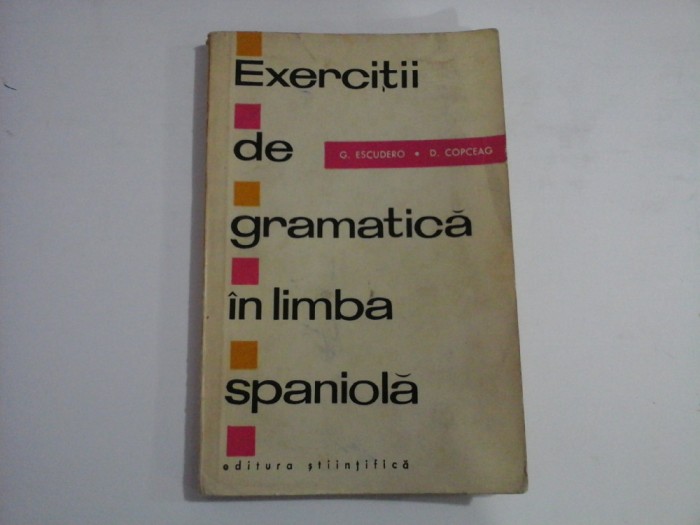 Exerciții
de
G. ESCUDERO • D. COPCEAG
gramatică
în limba
spaniolă
editura științifică